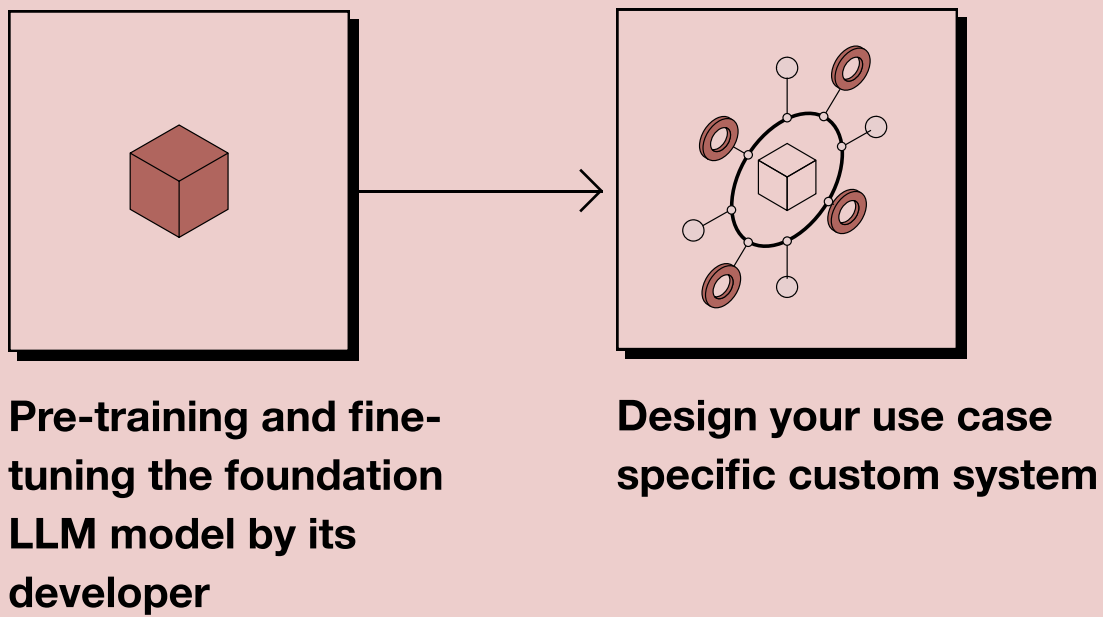 Pre-training and fine-
tuning the foundation
LLM model by its
developer
Design your use case
specific custom system